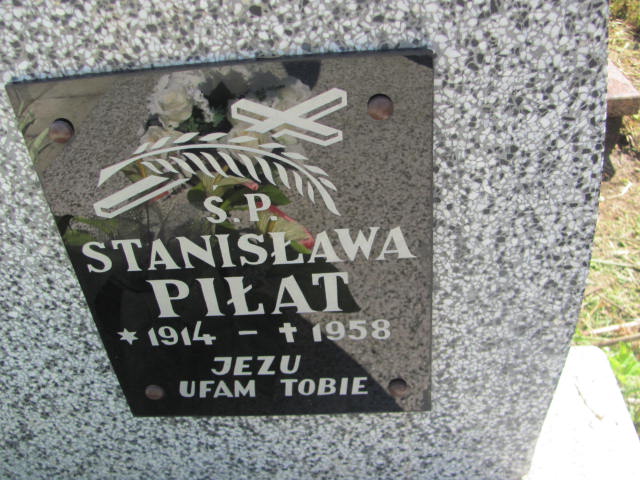 Ś.P.
STANISŁAWA
PIŁAT
* 1914 - † 1958
JEZU
UFAM TOBIE